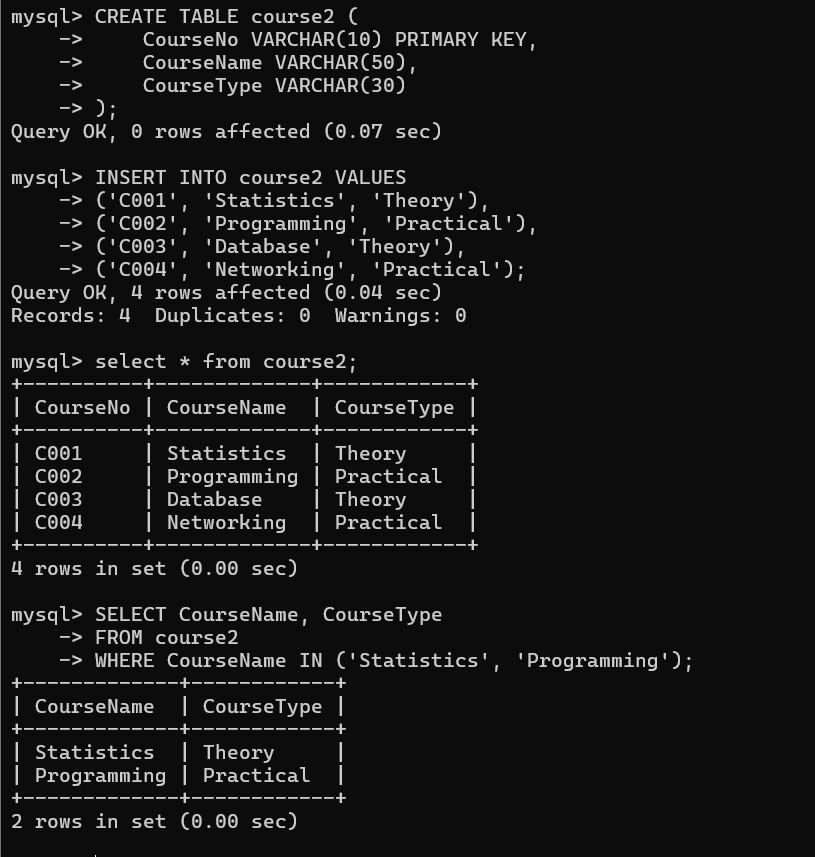 mysql> CREATE TABLE course2 (
    ->     CourseNo VARCHAR(10) PRIMARY KEY,
    ->     CourseName VARCHAR(50),
    ->     CourseType VARCHAR(30)
    -> );
Query OK, 0 rows affected (0.07 sec)

mysql> INSERT INTO course2 VALUES
    -> ('C001', 'Statistics', 'Theory'),
    -> ('C002', 'Programming', 'Practical'),
    -> ('C003', 'Database', 'Theory'),
    -> ('C004', 'Networking', 'Practical');
Query OK, 4 rows affected (0.04 sec)
Records: 4  Duplicates: 0  Warnings: 0

mysql> select * from course2;
+----------+-------------+------------+
| CourseNo | CourseName  | CourseType |
+----------+-------------+------------+
| C001     | Statistics  | Theory     |
| C002     | Programming | Practical  |
| C003     | Database    | Theory     |
| C004     | Networking  | Practical  |
+----------+-------------+------------+
4 rows in set (0.00 sec)

mysql> SELECT CourseName, CourseType
    -> FROM course2
    -> WHERE CourseName IN ('Statistics', 'Programming');
+-------------+------------+
| CourseName  | CourseType |
+-------------+------------+
| Statistics  | Theory     |
| Programming | Practical  |
+-------------+------------+
2 rows in set (0.00 sec)